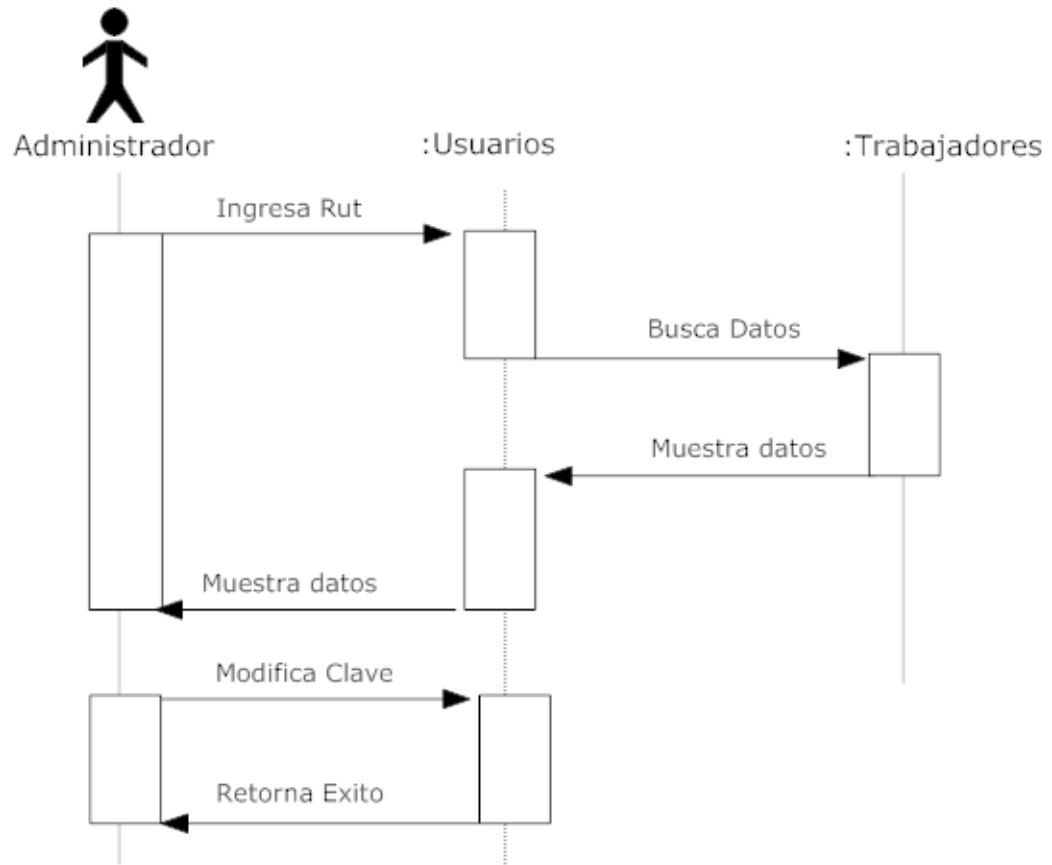 Administrador
:Usuarios
:Trabajadores
Ingresa Rut
Busca Datos
Muestra datos
Muestra datos
Modifica Clave
Retorna Exito